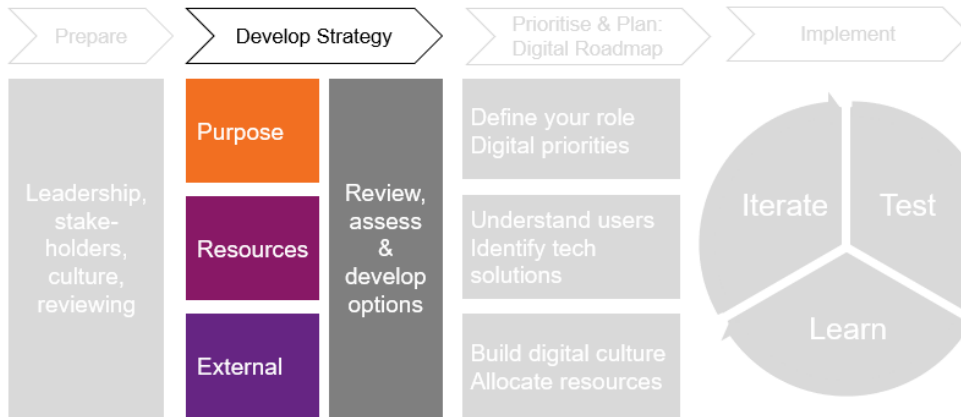 Prepare
Develop Strategy
Prioritise & Plan:
Digital Roadmap
Implement
Leadership,
stake-
holders,
culture,
reviewing
Purpose
Resources
External
Review,
assess
&
develop
options
Define your role
Digital priorities
Understand users
Identify tech
solutions
Build digital culture
Allocate resources
Iterate
Test
Learn